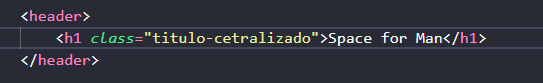 <header>
<h1 class="titulo-cetralizado">Space for Man</h1>
</header>